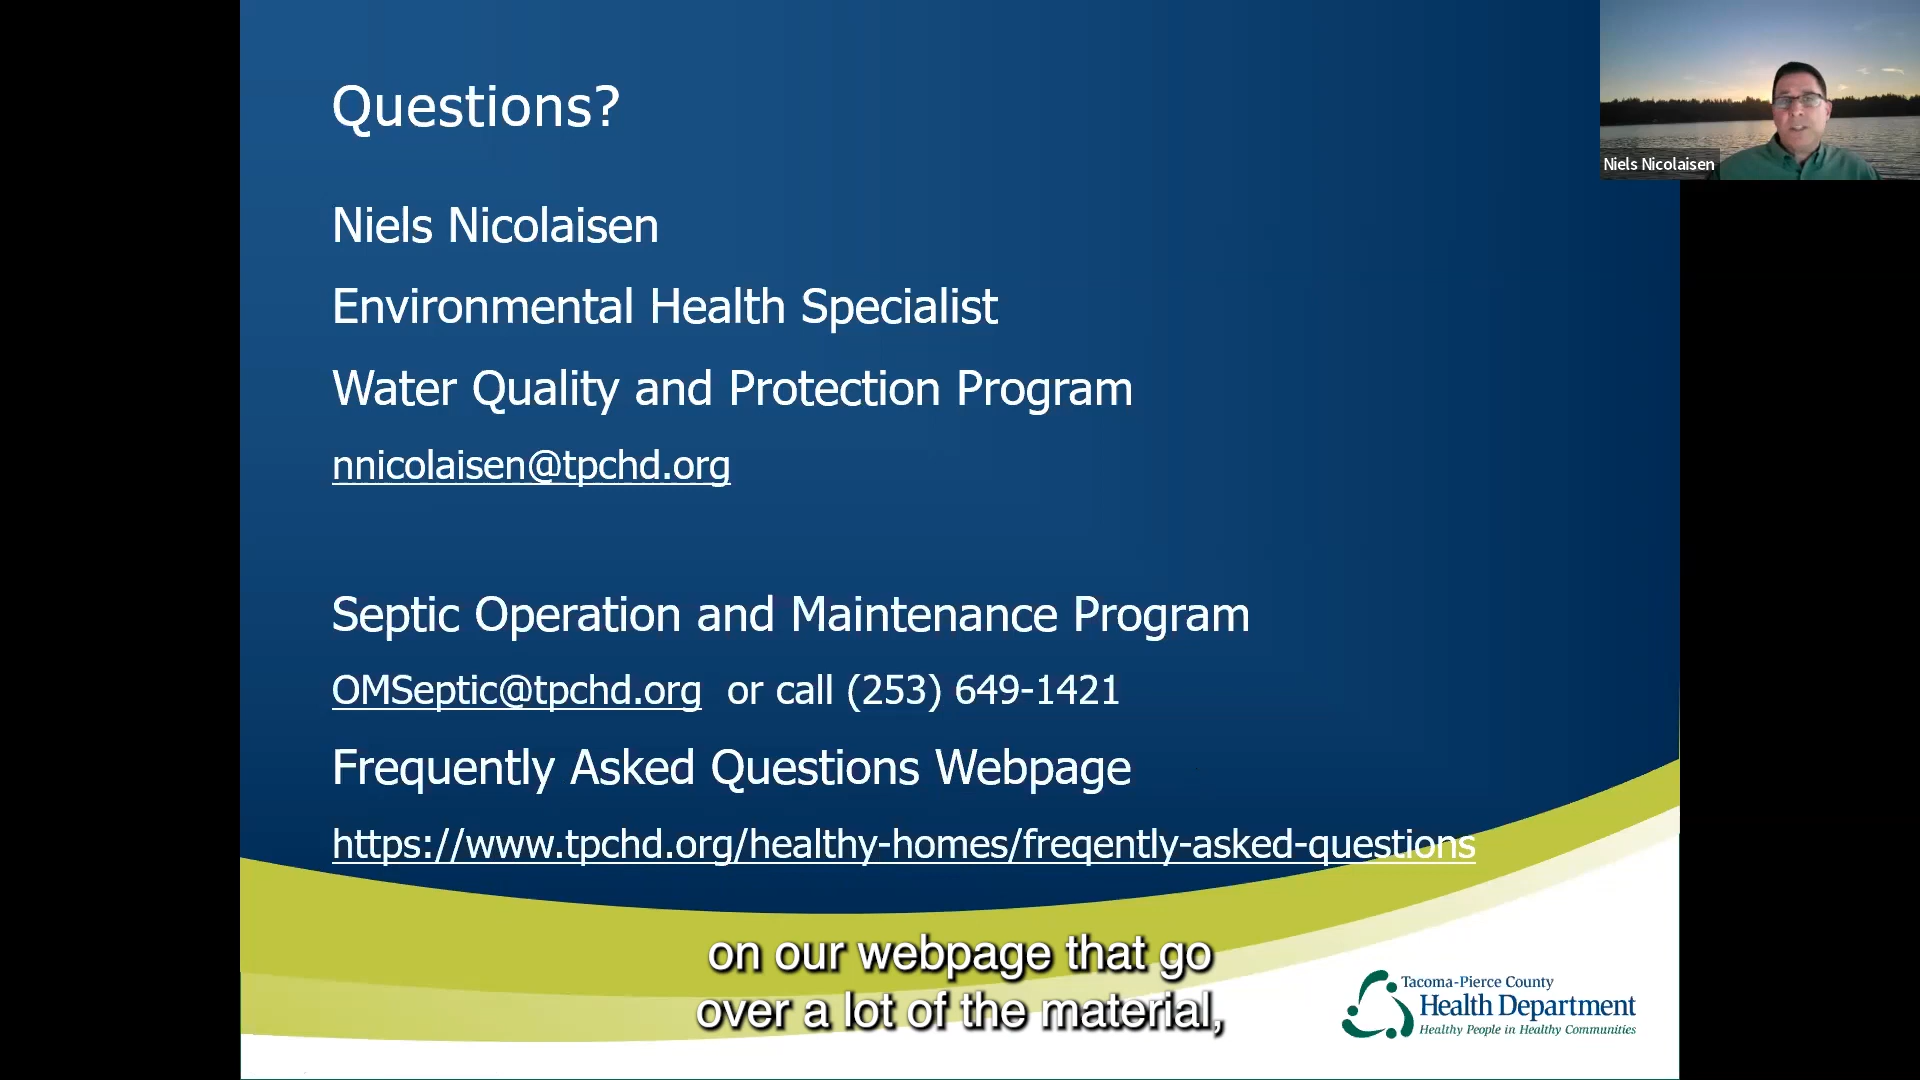 Questions?
Niels Nicolaisen
Niels Nicolaisen
Environmental Health Specialist
Water Quality and Protection Program
nnicolaisen@tpchd.org
Septic Operation and Maintenance Program
OMSeptic@tpchd.org or call (253) 649-1421
Frequently Asked Questions Webpage
https://www.tpchd.org/healthy-homes/freqently-asked-questions
on our webpage that go
over a lot of the material,
Tacoma-Pierce County
Health Department
Healthy People in Healthy Communities